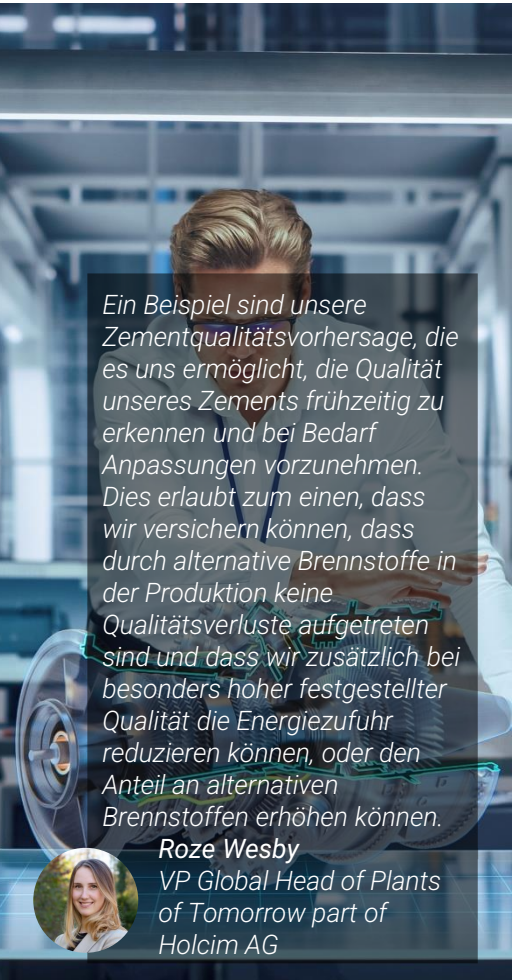 Ein Beispiel sind unsere
Zementqualitätsvorhersage, die
es uns ermöglicht, die Qualität
unseres Zements frühzeitig zu
erkennen und bei Bedarf
Anpassungen vorzunehmen.
Dies erlaubt zum einen, dass
wir versichern können, dass
durch alternative Brennstoffe in
der Produktion keine
Qualitätsverluste aufgetreten
sind und dass wir zusätzlich bei
besonders hoher festgestellter
Qualität die Energiezufuhr
reduzieren können, oder den
Anteil an alternativen
Brennstoffen erhöhen können.
Roze Wesby
VP Global Head of Plants
of Tomorrow part of
Holcim AG